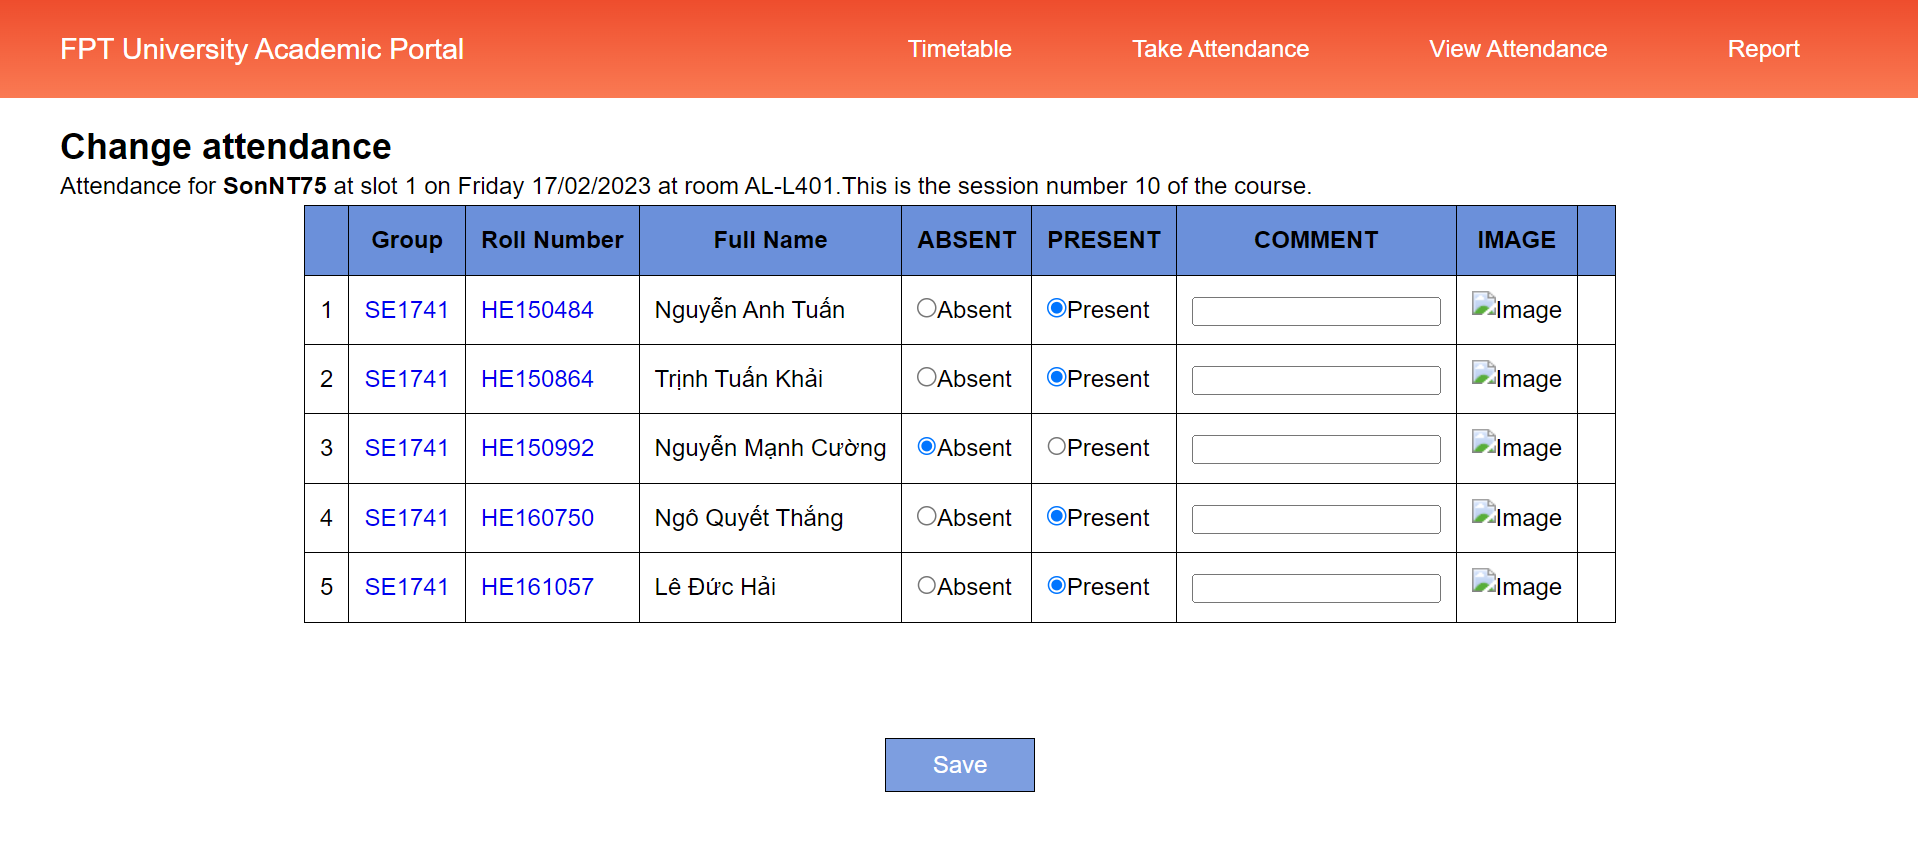 FPT University Academic Portal Timetable Take Attendance View Attendance Report
Change attendance
Attendance for SonNT75 at slot 1 on Friday 17/02/2023 at room AL-L401.This is the session number 10 of the course.
Group Roll Number Full Name ABSENT PRESENT COMMENT IMAGE
1 SE1741 HE150484 Nguyễn Anh Tuấn Absent Present Image
2 SE1741 HE150864 Trịnh Tuấn Khải Absent Present Image
3 SE1741 HE150992 Nguyễn Mạnh Cường Absent Present Image
4 SE1741 HE160750 Ngô Quyết Thắng Absent Present Image
5 SE1741 HE161057 Lê Đức Hải Absent Present Image
Save